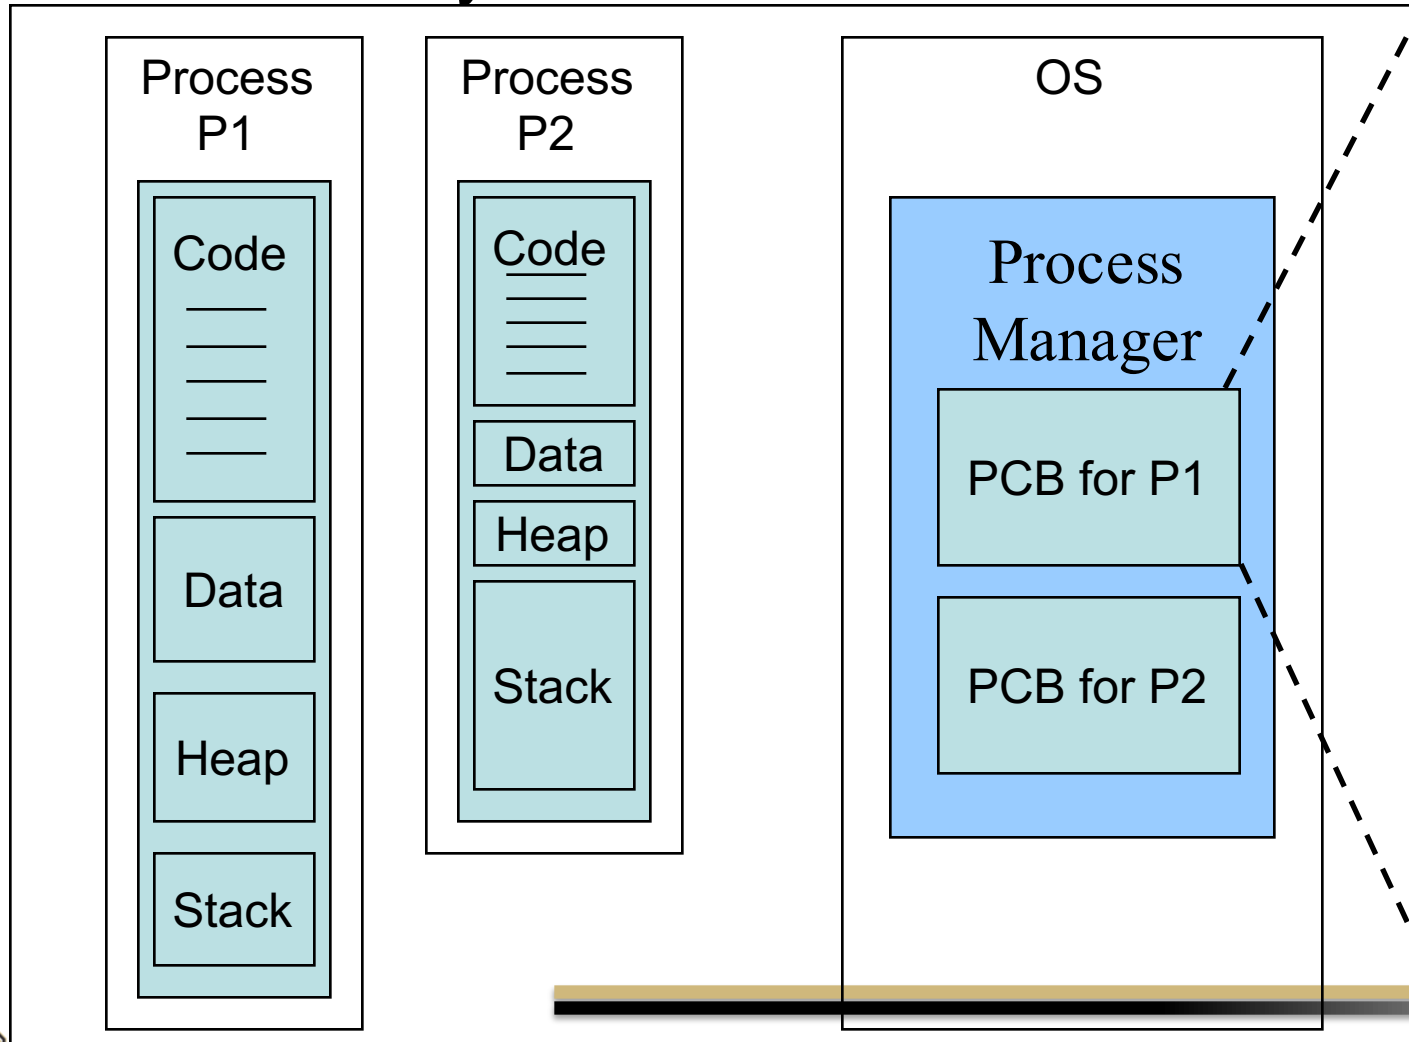 Process
P1
Code
Data
Heap
Stack
Process
P2
Code
Data
Heap
Stack
OS
Process
Manager
PCB for P1
PCB for P2